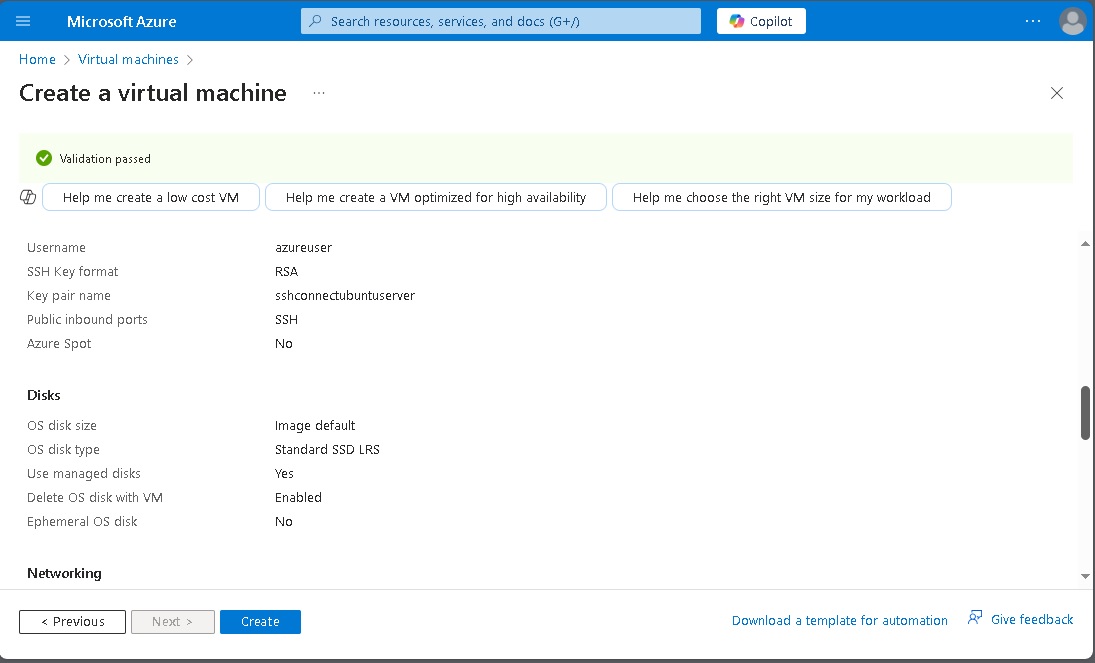 Microsoft Azure
Search resources, services, and docs (G+/)
Copilot
...
Home > Virtual machines >
Create a virtual machine ...
Validation passed
Help me create a low cost VM
Help me create a VM optimized for high availability
Help me choose the right VM size for my workload
Username azureuser
SSH Key format RSA
Key pair name sshconnectubuntuserver
Public inbound ports SSH
Azure Spot No
Disks
OS disk size Image default
OS disk type Standard SSD LRS
Use managed disks Yes
Delete OS disk with VM Enabled
Ephemeral OS disk No
Networking
< Previous
Next >
Create
Download a template for automation
Give feedback